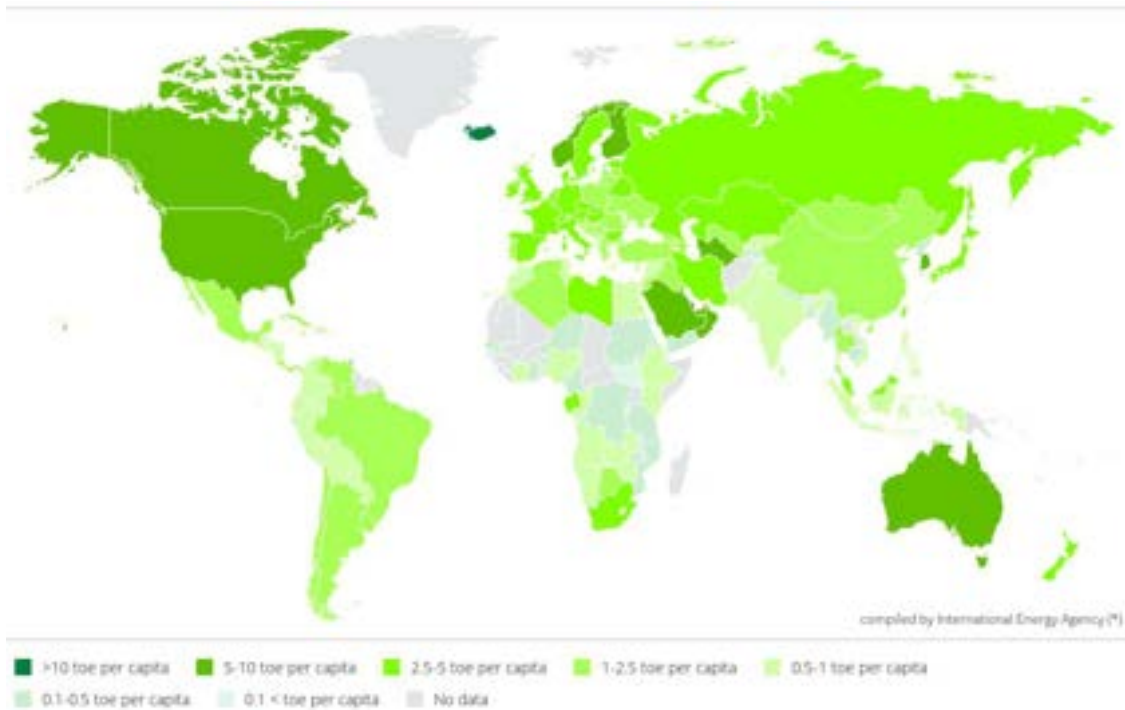 compiled by International Energy Agency (*)
>10 toe per capita 5-10 toe per capita 2.5-5 toe per capita 1-2.5 toe per capita 0.5-1 toe per capita
0.1-0.5 toe per capita 0.1 < toe per capita No data